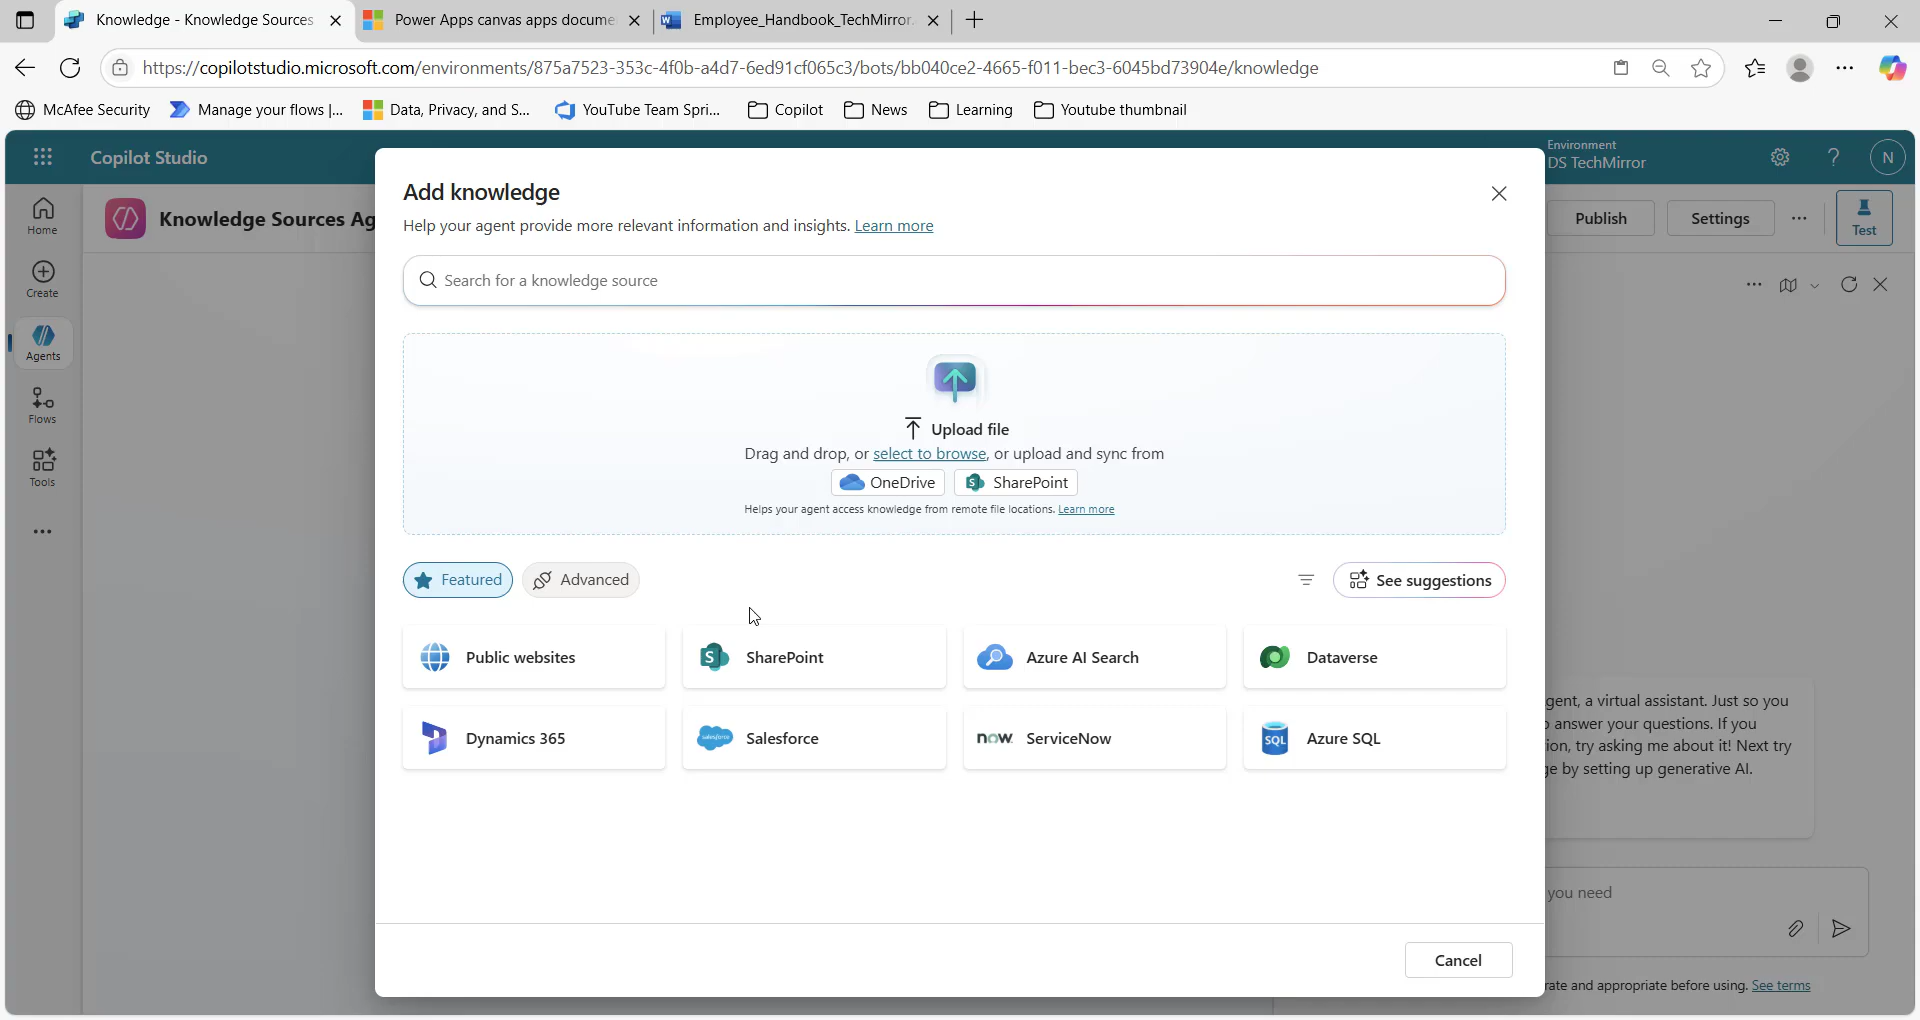 Knowledge - Knowledge Sources
Power Apps canvas apps docume
Employee_Handbook_TechMirror.
https://copilotstudio.microsoft.com/environments/875a7523-353c-4f0b-a4d7-6ed91cf065c3/bots/bb040ce2-4665-f011-bec3-6045bd73904e/knowledge
McAfee Security
Manage your flows |...
Data, Privacy, and S...
YouTube Team Spri...
Copilot
News
Learning
Youtube thumbnail
Copilot Studio
Environment
DS TechMirror
?
N
Home
Create
Agents
Flows
Tools
Knowledge Sources Ag
Publish
Settings
Test
Add knowledge
Help your agent provide more relevant information and insights. Learn more
Search for a knowledge source
Upload file
Drag and drop, or select to browse, or upload and sync from
OneDrive
S SharePoint
Helps your agent access knowledge from remote file locations. Learn more
Featured
Advanced
See suggestions
Public websites
S SharePoint
Azure AI Search
Dataverse
Dynamics 365
salesforce Salesforce
now. ServiceNow
SQL Azure SQL
Cancel
gent, a virtual assistant. Just so you
o answer your questions. If you
ion, try asking me about it! Next try
ge by setting up generative AI.
you need
rate and appropriate before using. See terms